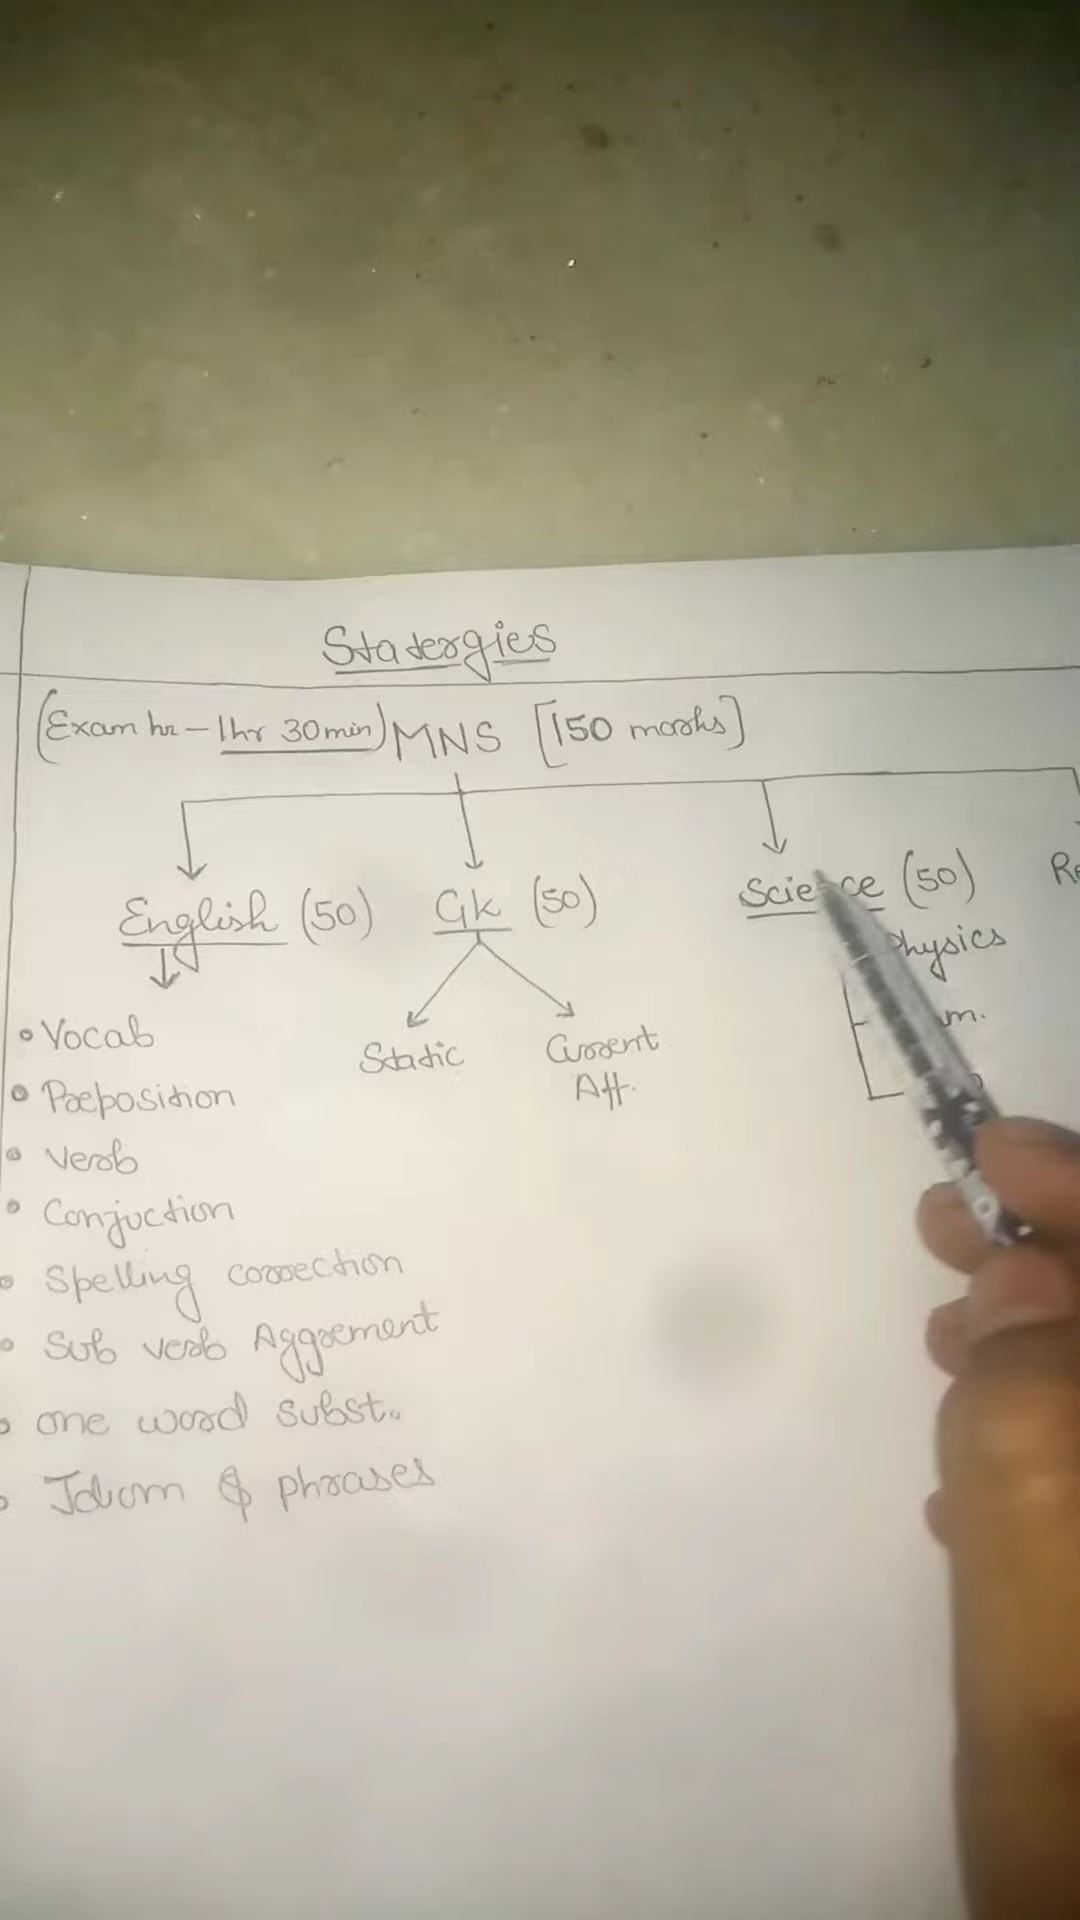 Statergies
(Exam hr - 1hr 30min) MNS [150 marks]
English (50) GK (50) Science (50)
Physics
Static Current
Aff.
• Vocab
• Preposition
• Verb
• Conjuction
• Spelling correction
• Sub verb Aggrement
• one word subst.
• Idiom & phrases